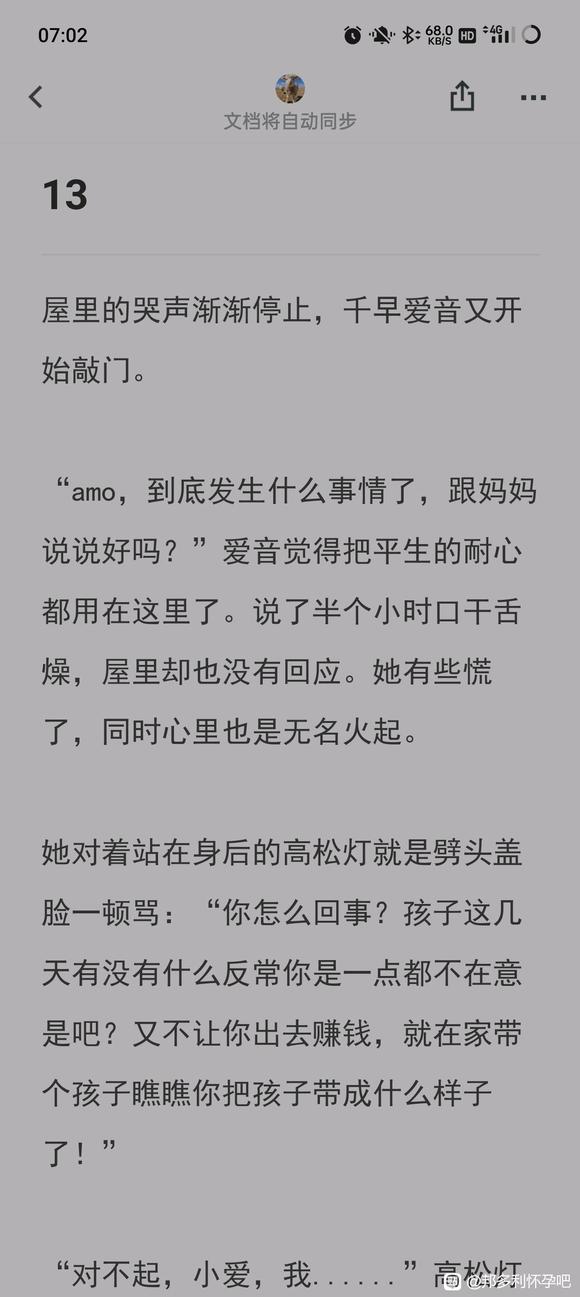 07:02
68.0
KB/S
HD
4G
文档将自动同步
13
屋里的哭声渐渐停止，千早爱音又开
始敲门。
“amo，到底发生什么事情了，跟妈妈
说说好吗？”爱音觉得把平生的耐心
都用在这里了。说了半个小时口干舌
燥，屋里却也没有回应。她有些慌
了，同时心里也是无名火起。
她对着站在身后的高松灯就是劈头盖
脸一顿骂：“你怎么回事？孩子这几
天有没有什么反常你是一点都不在意
是吧？又不让你出去赚钱，就在家带
个孩子瞧瞧你把孩子带成什么样子
了！”
“对不起，小爱，我......”高松灯
@邦多利怀孕吧